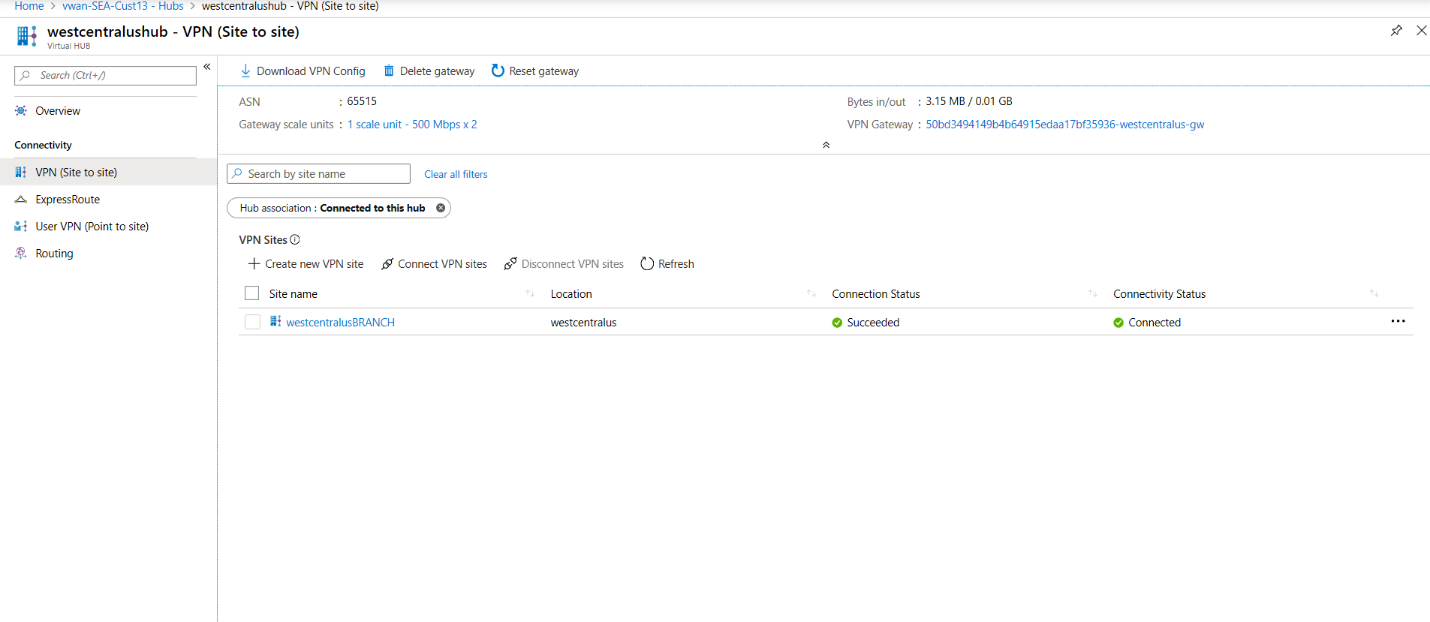 Home > vwan-SEA-Cust13 - Hubs > westcentralushub - VPN (Site to site)
westcentralushub - VPN (Site to site)
Virtual HUB
Search (Ctrl+/)
«
Overview
Connectivity
VPN (Site to site)
ExpressRoute
User VPN (Point to site)
Routing
Download VPN Config Delete gateway Reset gateway
ASN : 65515
Gateway scale units : 1 scale unit - 500 Mbps x 2
Bytes in/out : 3.15 MB / 0.01 GB
VPN Gateway : 50bd3494149b4b64915edaa17bf35936-westcentralus-gw
Search by site name Clear all filters
Hub association : Connected to this hub
VPN Sites
Create new VPN site Connect VPN sites Disconnect VPN sites Refresh
Site name Location Connection Status Connectivity Status
westcentralusBRANCH westcentralus Succeeded Connected